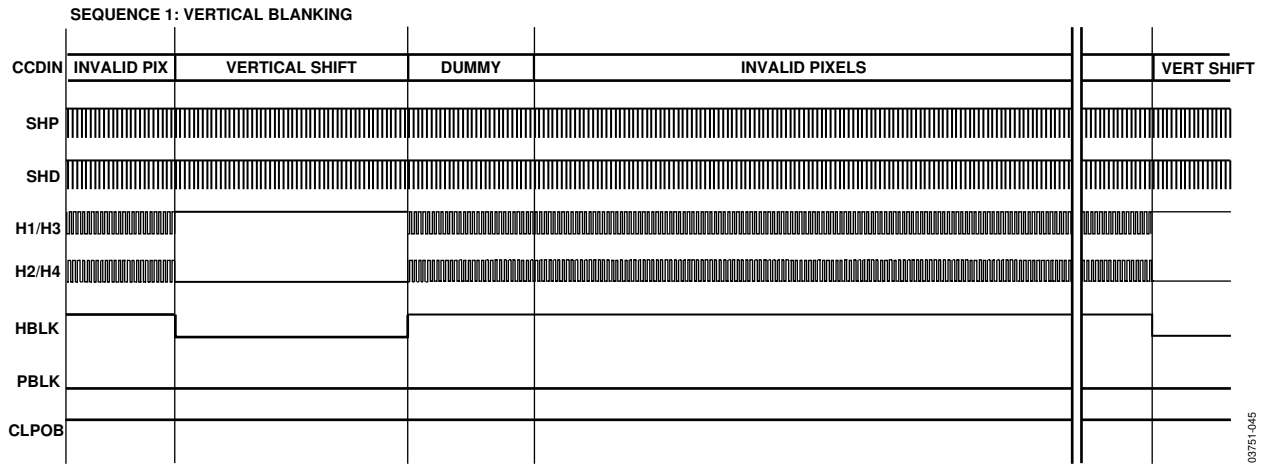 SEQUENCE 1: VERTICAL BLANKING
CCDIN INVALID PIX VERTICAL SHIFT DUMMY INVALID PIXELS VERT SHIFT
SHP
SHD
H1/H3
H2/H4
HBLK
PBLK
CLPOB
03751-045